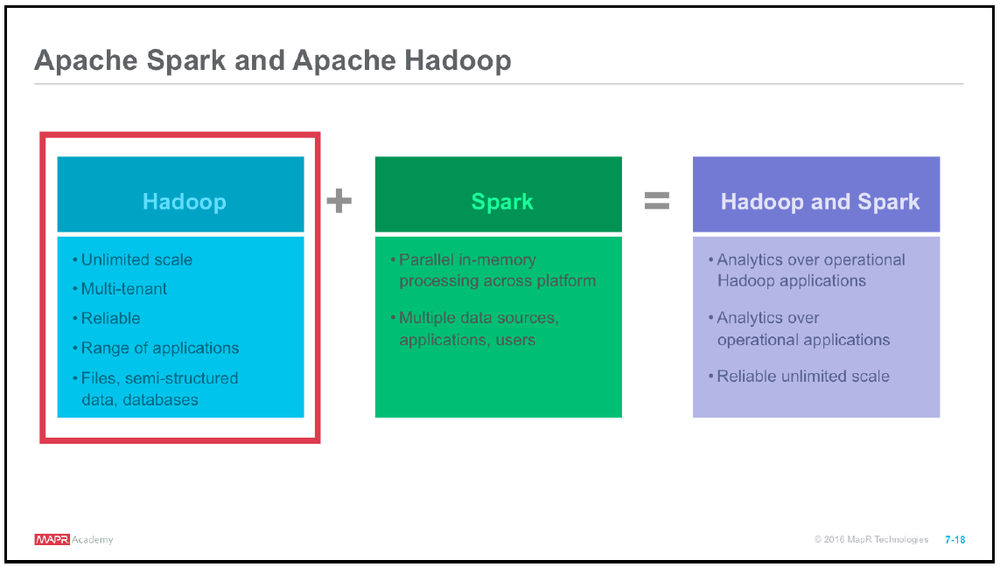 Apache Spark and Apache Hadoop
Hadoop
+
Spark
=
Hadoop and Spark
• Unlimited scale
• Multi-tenant
• Reliable
• Range of applications
• Files, semi-structured
data, databases
• Parallel in-memory
processing across platform
• Multiple data sources,
applications, users
• Analytics over operational
Hadoop applications
• Analytics over
operational applications
• Reliable unlimited scale
MAPR Academy
© 2016 MapR Technologies 7-18